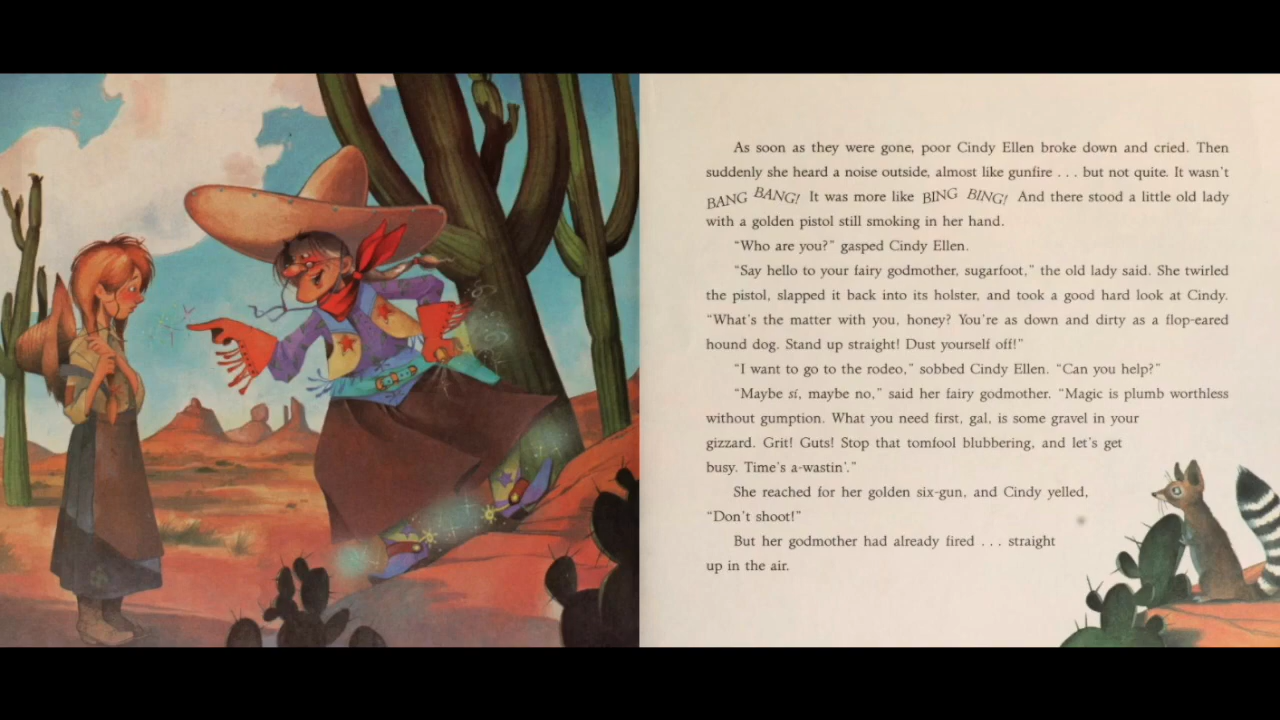 As soon as they were gone, poor Cindy Ellen broke down and cried. Then
suddenly she heard a noise outside, almost like gunfire . . . but not quite. It wasn't
BANG BANG! It was more like BING BING! And there stood a little old lady
with a golden pistol still smoking in her hand.
“Who are you?” gasped Cindy Ellen.
“Say hello to your fairy godmother, sugarfoot,” the old lady said. She twirled
the pistol, slapped it back into its holster, and took a good hard look at Cindy.
“What's the matter with you, honey? You're as down and dirty as a flop-eared
hound dog. Stand up straight! Dust yourself off!”
“I want to go to the rodeo,” sobbed Cindy Ellen. “Can you help?”
“Maybe sí, maybe no,” said her fairy godmother. “Magic is plumb worthless
without gumption. What you need first, gal, is some gravel in your
gizzard. Grit! Guts! Stop that tomfool blubbering, and let's get
busy. Time's a-wastin'.”
She reached for her golden six-gun, and Cindy yelled,
“Don't shoot!”
But her godmother had already fired . . . straight
up in the air.